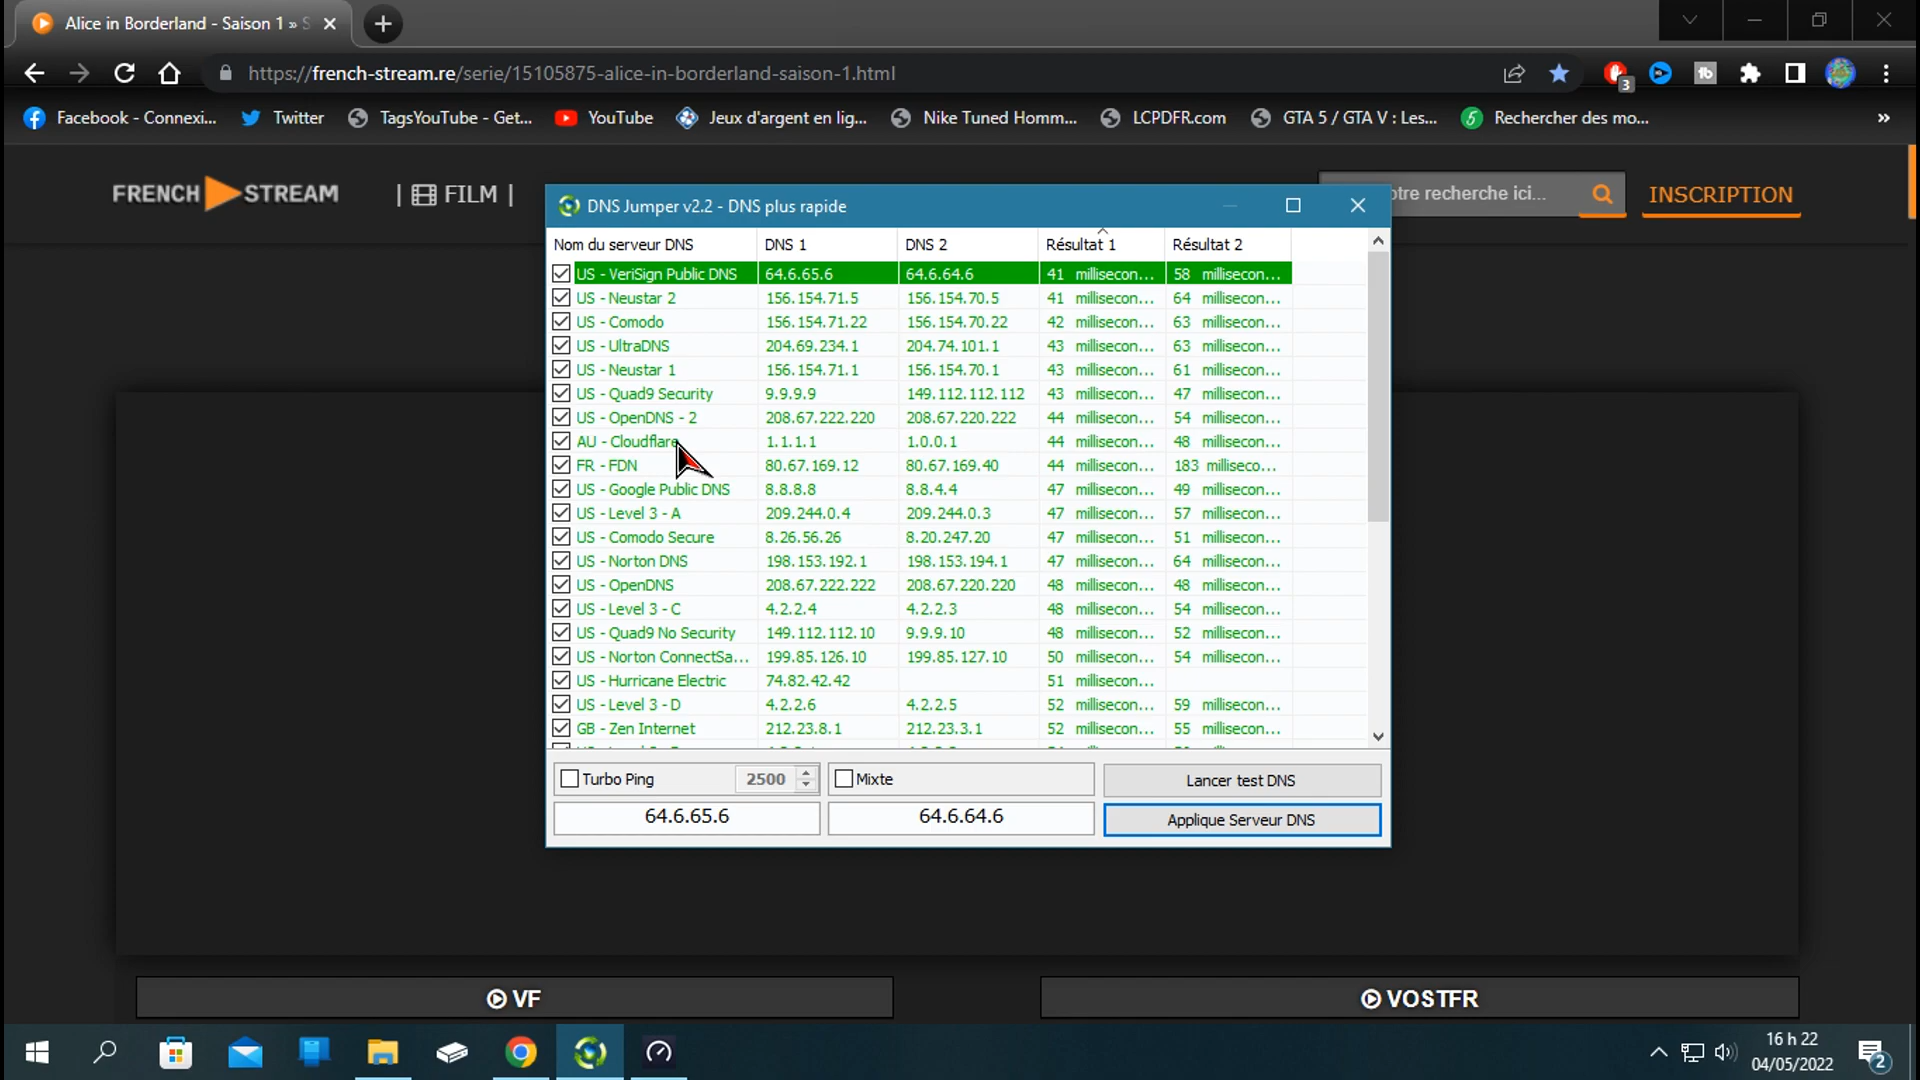 Alice in Borderland - Saison 1 » S
https://french-stream.re/serie/15105875-alice-in-borderland-saison-1.html
3
Facebook - Connexi...
Twitter
TagsYouTube - Get...
YouTube
Jeux d'argent en lig...
Nike Tuned Homm...
LCPDFR.com
GTA 5 / GTA V : Les...
Rechercher des mo...
»
FRENCH STREAM
| FILM |
otre recherche ici...
INSCRIPTION
DNS Jumper v2.2 - DNS plus rapide
Nom du serveur DNS DNS 1 DNS 2 Résultat 1 Résultat 2
US - VeriSign Public DNS 64.6.65.6 64.6.64.6 41 millisecon... 58 millisecon...
US - Neustar 2 156.154.71.5 156.154.70.5 41 millisecon... 64 millisecon...
US - Comodo 156.154.71.22 156.154.70.22 42 millisecon... 63 millisecon...
US - UltraDNS 204.69.234.1 204.74.101.1 43 millisecon... 63 millisecon...
US - Neustar 1 156.154.71.1 156.154.70.1 43 millisecon... 61 millisecon...
US - Quad9 Security 9.9.9.9 149.112.112.112 43 millisecon... 47 millisecon...
US - OpenDNS - 2 208.67.222.220 208.67.220.222 44 millisecon... 54 millisecon...
AU - Cloudflare 1.1.1.1 1.0.0.1 44 millisecon... 48 millisecon...
FR - FDN 80.67.169.12 80.67.169.40 44 millisecon... 183 milliseco...
US - Google Public DNS 8.8.8.8 8.8.4.4 47 millisecon... 49 millisecon...
US - Level 3 - A 209.244.0.4 209.244.0.3 47 millisecon... 57 millisecon...
US - Comodo Secure 8.26.56.26 8.20.247.20 47 millisecon... 51 millisecon...
US - Norton DNS 198.153.192.1 198.153.194.1 47 millisecon... 64 millisecon...
US - OpenDNS 208.67.222.222 208.67.220.220 48 millisecon... 48 millisecon...
US - Level 3 - C 4.2.2.4 4.2.2.3 48 millisecon... 54 millisecon...
US - Quad9 No Security 149.112.112.10 9.9.9.10 48 millisecon... 52 millisecon...
US - Norton ConnectSa... 199.85.126.10 199.85.127.10 50 millisecon... 54 millisecon...
US - Hurricane Electric 74.82.42.42 51 millisecon...
US - Level 3 - D 4.2.2.6 4.2.2.5 52 millisecon... 59 millisecon...
GB - Zen Internet 212.23.8.1 212.23.3.1 52 millisecon... 55 millisecon...
Turbo Ping 2500 Mixte Lancer test DNS
64.6.65.6 64.6.64.6 Applique Serveur DNS
VF
VOSTFR
16 h 22
04/05/2022
2